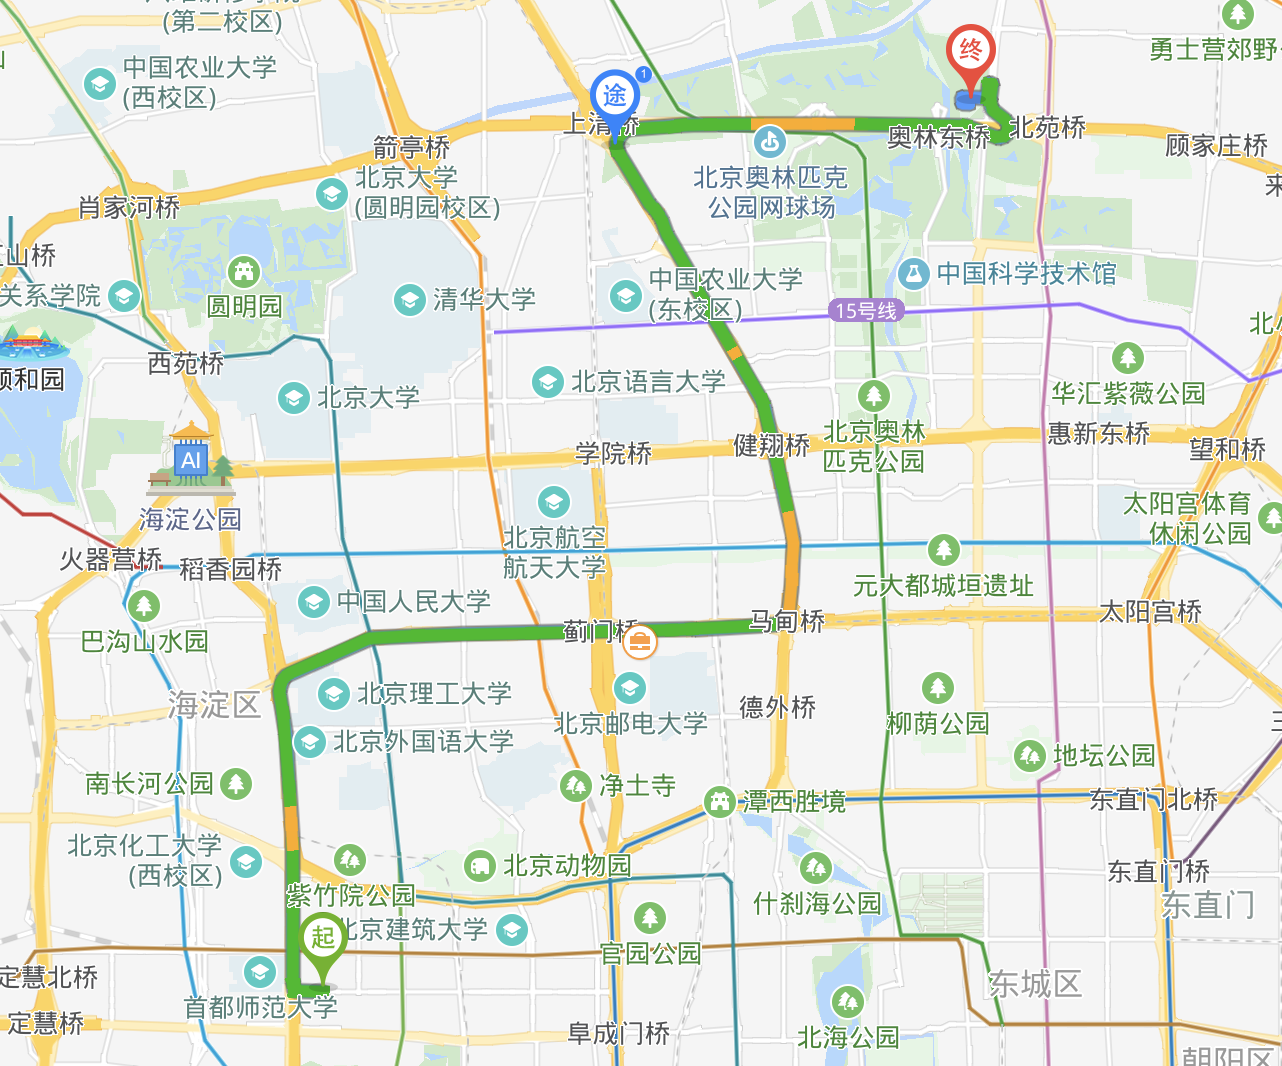 (第二校区)
勇士营郊野
中国农业大学
(西校区)
终
途
1
上清桥
箭亭桥
奥林东桥
北苑桥
顾家庄桥
来
北京大学
(圆明园校区)
北京奥林匹克
公园网球场
肖家河桥
山桥
关系学院
圆明园
清华大学
中国农业大学
(东校区)
中国科学技术馆
15号线
西苑桥
颐和园
北京大学
北京语言大学
华汇紫薇公园
AI
学院桥
健翔桥
北京奥林
匹克公园
惠新东桥
望和桥
海淀公园
太阳宫体育
休闲公园
北京航空
航天大学
火器营桥
稻香园桥
元大都城垣遗址
中国人民大学
巴沟山水园
蓟门桥
马甸桥
太阳宫桥
海淀区
北京理工大学
北京邮电大学
德外桥
柳荫公园
北京外国语大学
地坛公园
南长河公园
净土寺
潭西胜境
东直门北桥
北京化工大学
(西校区)
紫竹院公园
北京动物园
什刹海公园
东直门桥
东直门
起
北京建筑大学
官园公园
定慧北桥
首都师范大学
东城区
定慧桥
阜成门桥
北海公园
朝阳区